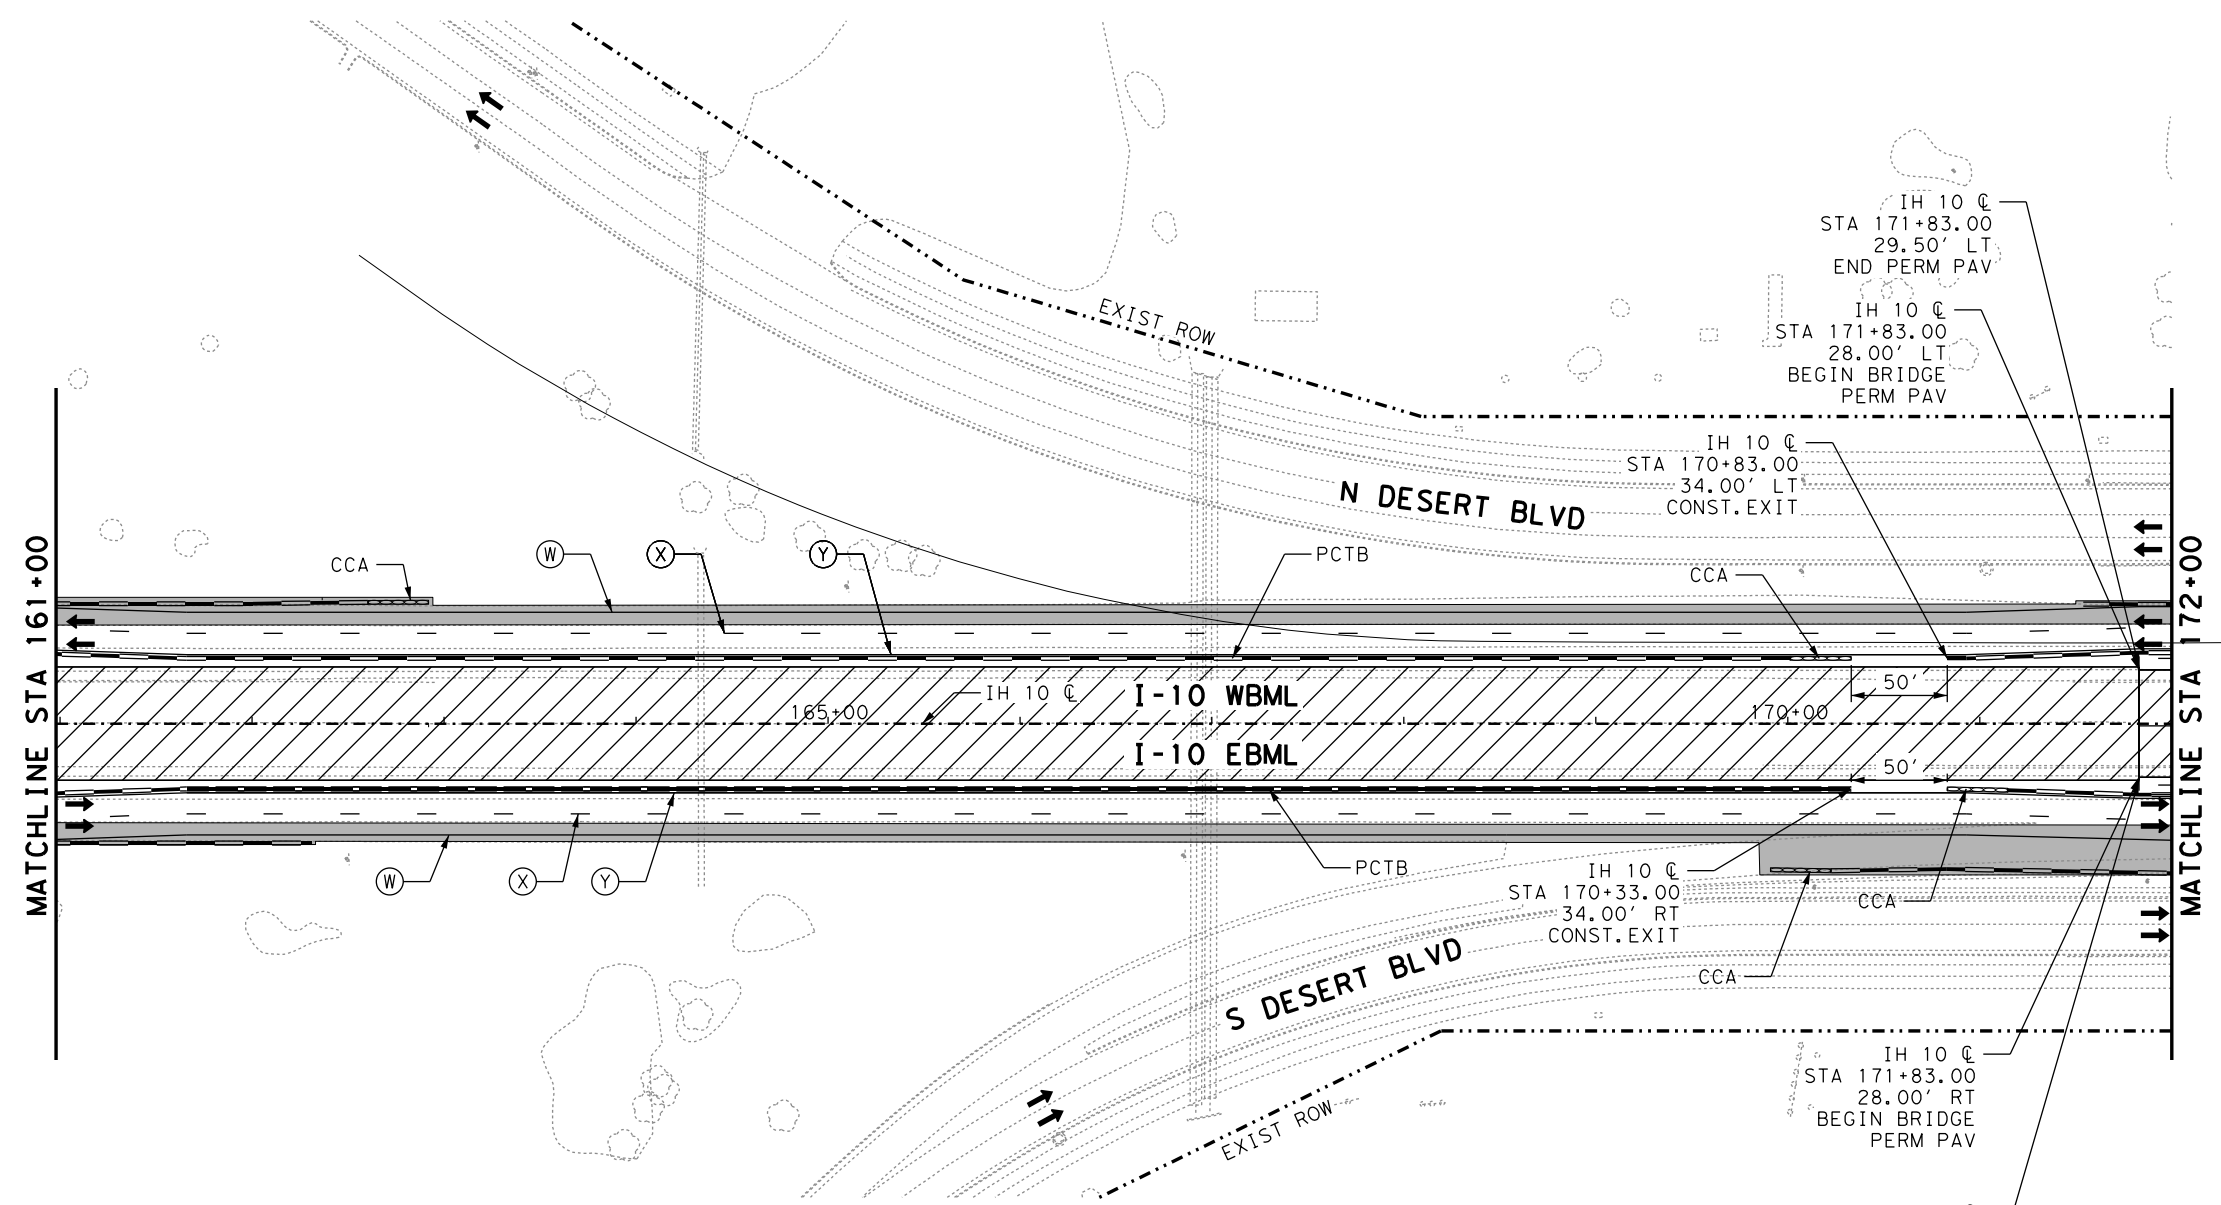 IH 10 ℄
STA 171+83.00
29.50' LT
END PERM PAV
IH 10 ℄
STA 171+83.00
28.00' LT
BEGIN BRIDGE
PERM PAV
EXIST ROW
IH 10 ℄
STA 170+83.00
34.00' LT
CONST.EXIT
N DESERT BLVD
MATCHLINE STA 161+00
MATCHLINE STA 172+00
CCA
W
X
Y
PCTB
CCA
50'
IH 10 ℄
I-10 WBML
165+00
170+00
I-10 EBML
50'
W
X
Y
PCTB
IH 10 ℄
STA 170+33.00
34.00' RT
CONST.EXIT
CCA
CCA
S DESERT BLVD
EXIST ROW
IH 10 ℄
STA 171+83.00
28.00' RT
BEGIN BRIDGE
PERM PAV